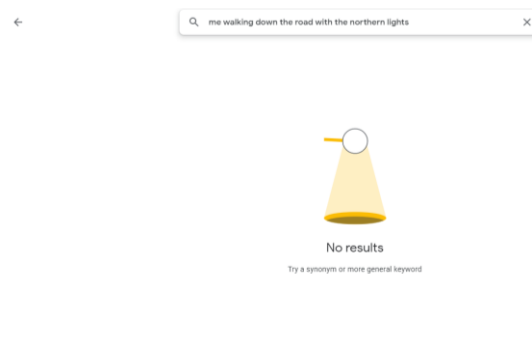 me walking down the road with the northern lights
No results
Try a synonym or more general keyword